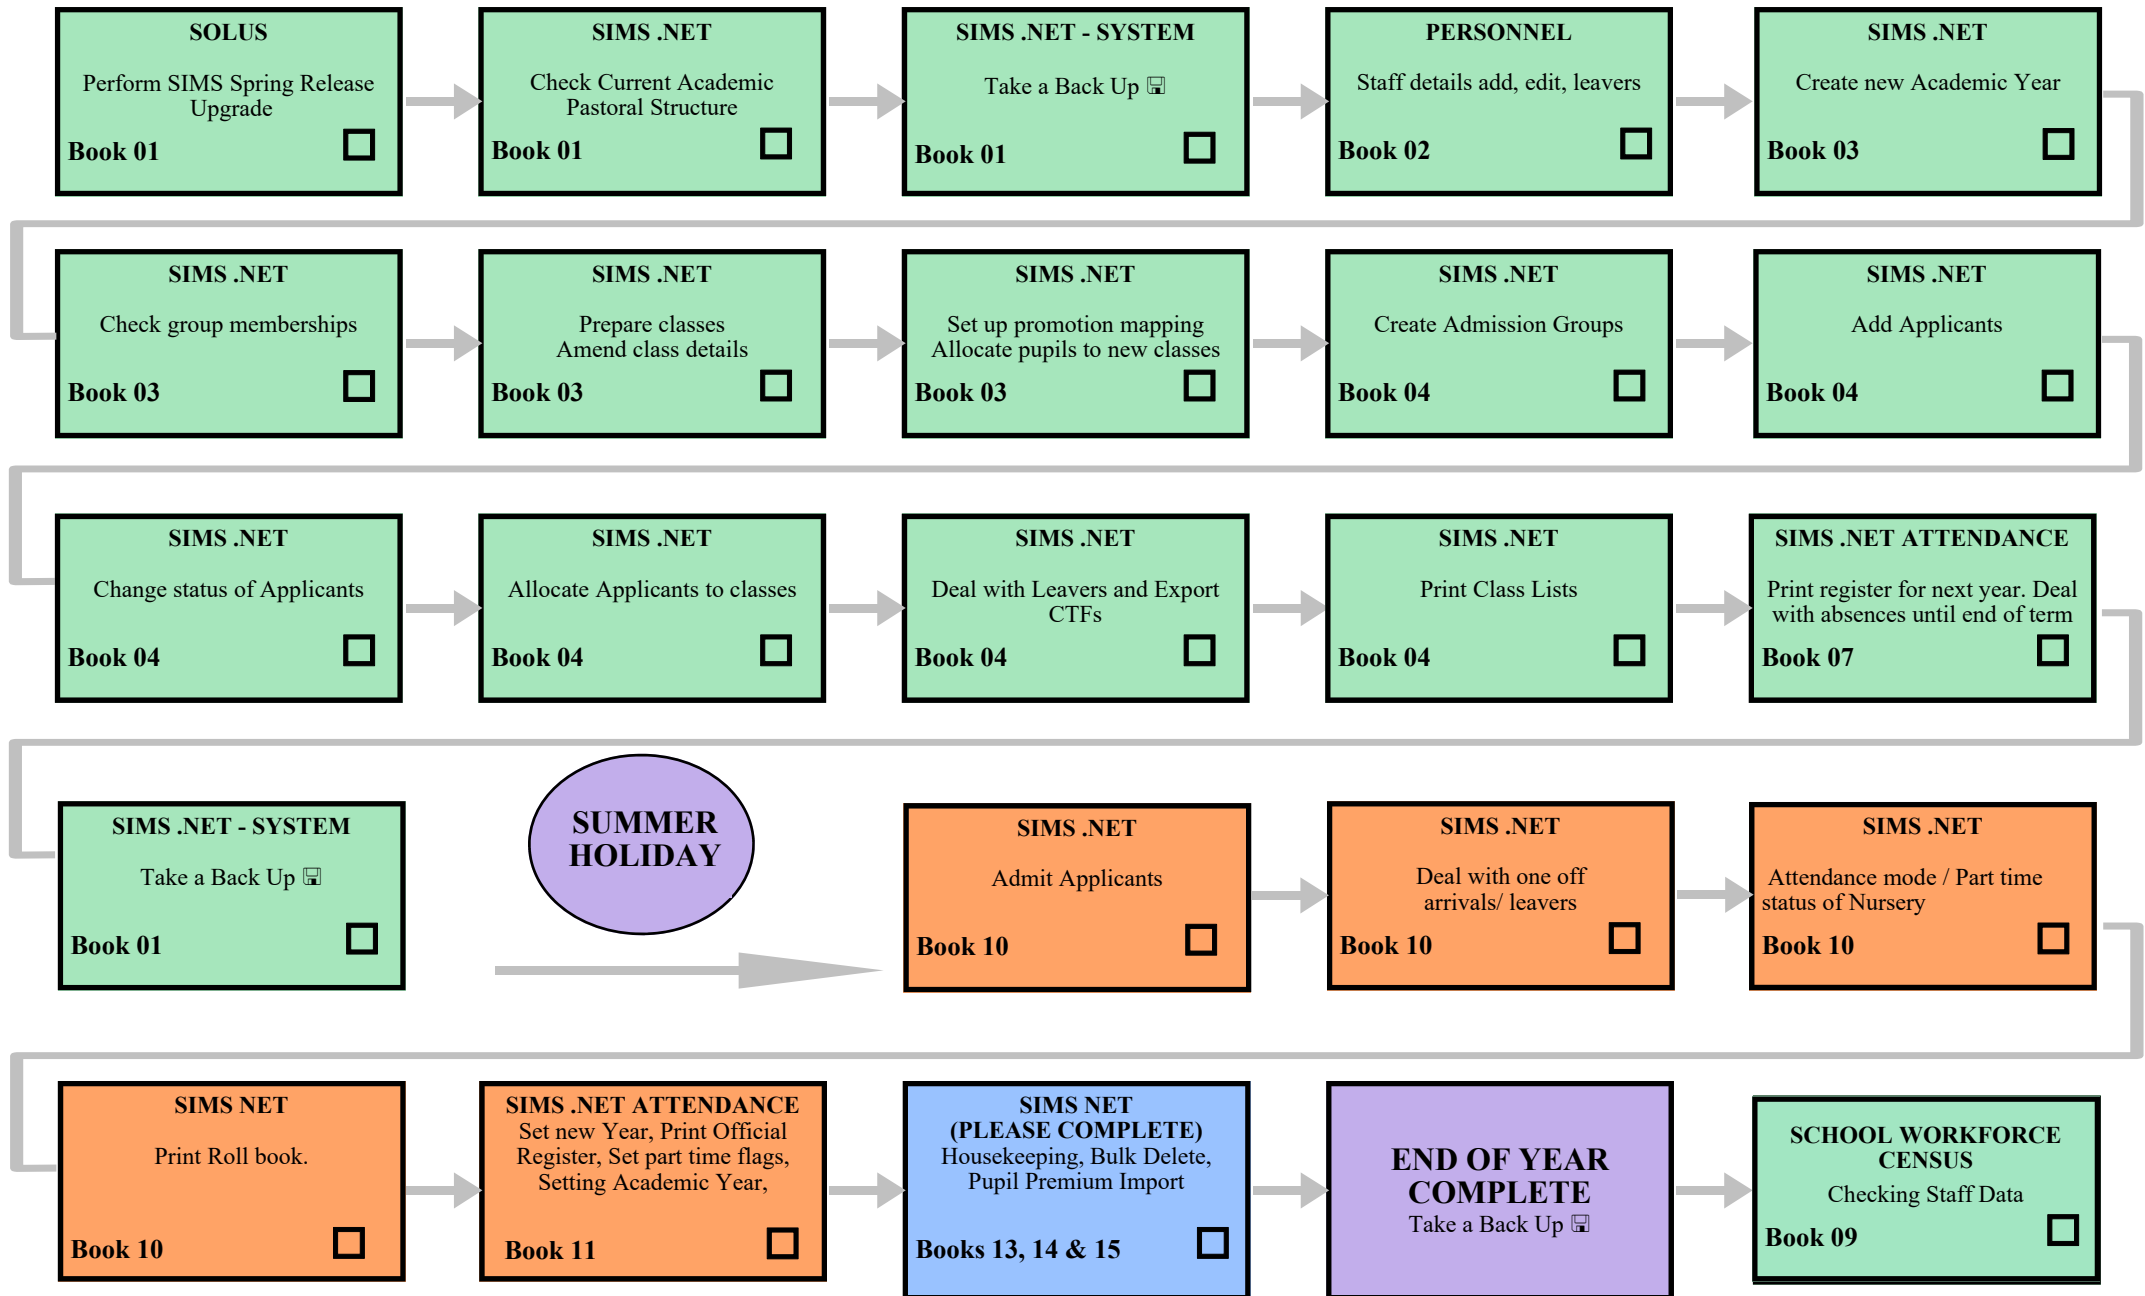 SOLUS
Perform SIMS Spring Release
Upgrade
Book 01
SIMS .NET
Check Current Academic
Pastoral Structure
Book 01
SIMS .NET - SYSTEM
Take a Back Up 🖫
Book 01
PERSONNEL
Staff details add, edit, leavers
Book 02
SIMS .NET
Create new Academic Year
Book 03
SIMS .NET
Check group memberships
Book 03
SIMS .NET
Prepare classes
Amend class details
Book 03
SIMS .NET
Set up promotion mapping
Allocate pupils to new classes
Book 03
SIMS .NET
Create Admission Groups
Book 04
SIMS .NET
Add Applicants
Book 04
SIMS .NET
Change status of Applicants
Book 04
SIMS .NET
Allocate Applicants to classes
Book 04
SIMS .NET
Deal with Leavers and Export
CTFs
Book 04
SIMS .NET
Print Class Lists
Book 04
SIMS .NET ATTENDANCE
Print register for next year. Deal
with absences until end of term
Book 07
SIMS .NET - SYSTEM
Take a Back Up 🖫
Book 01
SUMMER
HOLIDAY
SIMS .NET
Admit Applicants
Book 10
SIMS .NET
Deal with one off
arrivals/ leavers
Book 10
SIMS .NET
Attendance mode / Part time
status of Nursery
Book 10
SIMS NET
Print Roll book.
Book 10
SIMS .NET ATTENDANCE
Set new Year, Print Official
Register, Set part time flags,
Setting Academic Year,
Book 11
SIMS NET
(PLEASE COMPLETE)
Housekeeping, Bulk Delete,
Pupil Premium Import
Books 13, 14 & 15
END OF YEAR
COMPLETE
Take a Back Up 🖫
SCHOOL WORKFORCE
CENSUS
Checking Staff Data
Book 09